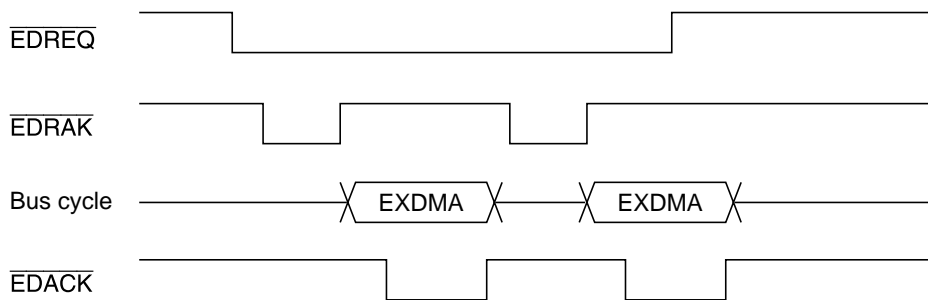 EDREQ
EDRAK
Bus cycle
EXDMA EXDMA
EDACK